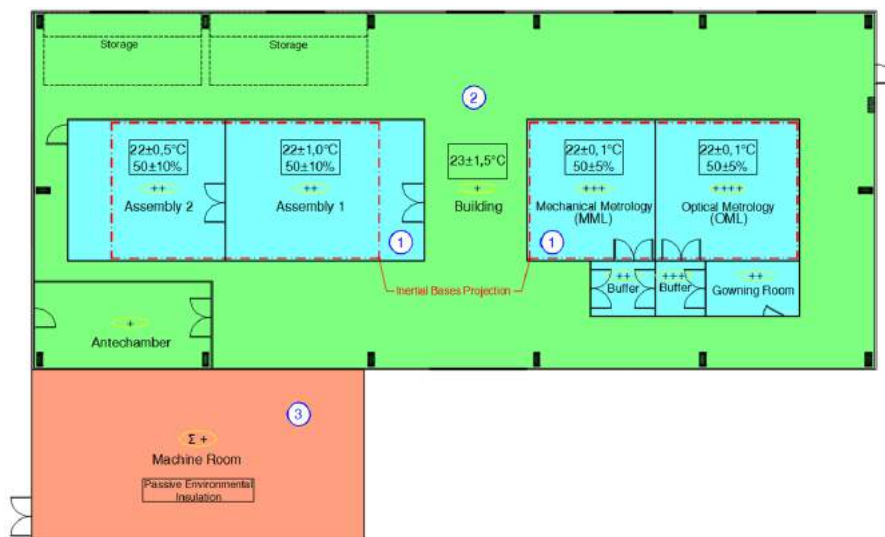 Storage
Storage
2
22±0,5°C
50±10%
++
Assembly 2
22±1,0°C
50±10%
++
Assembly 1
23±1,5°C
+
Building
22±0,1°C
50±5%
+++
Mechanical Metrology
(MML)
22±0,1°C
50±5%
++++
Optical Metrology
(OML)
1
1
Inertial Bases Projection
++
Buffer
+++
Buffer
++
Gowning Room
+
Antechamber
3
Σ +
Machine Room
Passive Environmental
Insulation